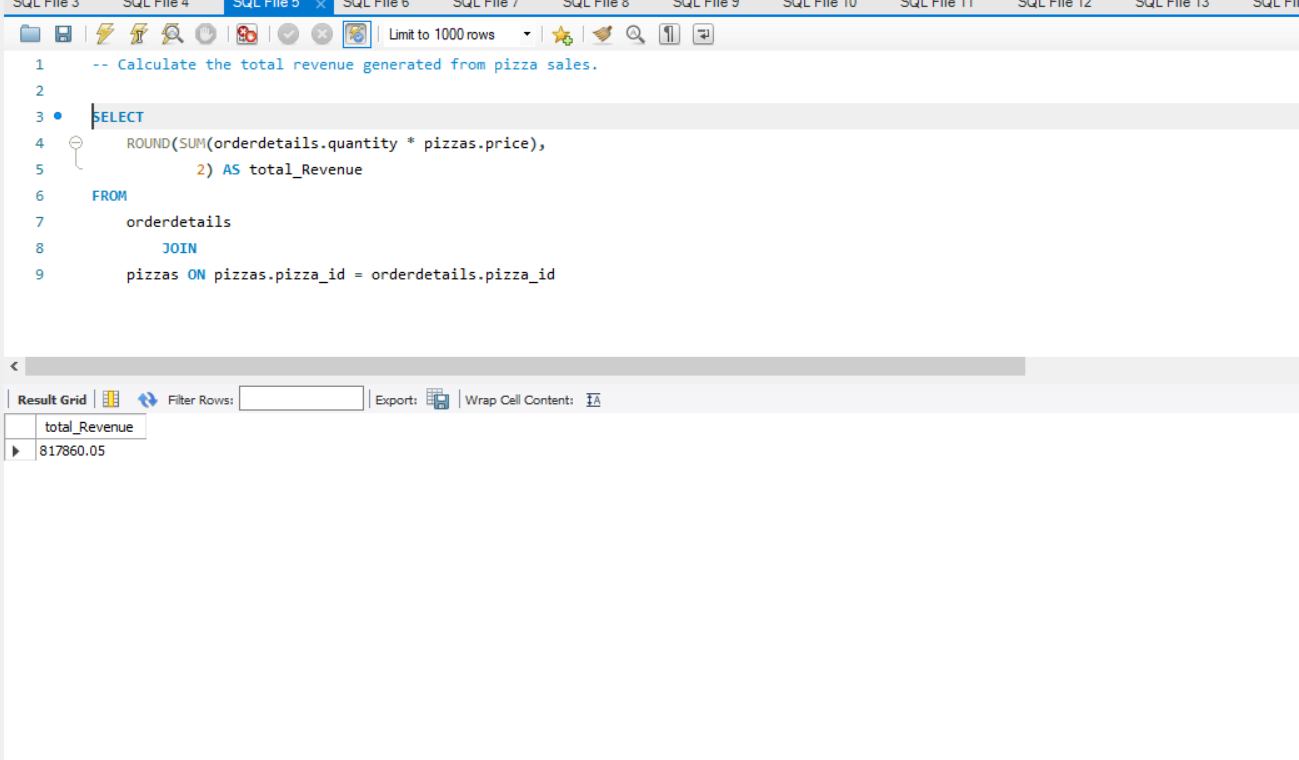 SQL File 3 SQL File 4 SQL File 5 SQL File 6 SQL File 7 SQL File 8 SQL File 9 SQL File 10 SQL File 11 SQL File 12 SQL File 13
Limit to 1000 rows
1 -- Calculate the total revenue generated from pizza sales.
2
3 SELECT
4 ROUND(SUM(orderdetails.quantity * pizzas.price),
5 2) AS total_Revenue
6 FROM
7 orderdetails
8 JOIN
9 pizzas ON pizzas.pizza_id = orderdetails.pizza_id
Result Grid Filter Rows: Export: Wrap Cell Content:
total_Revenue
817860.05